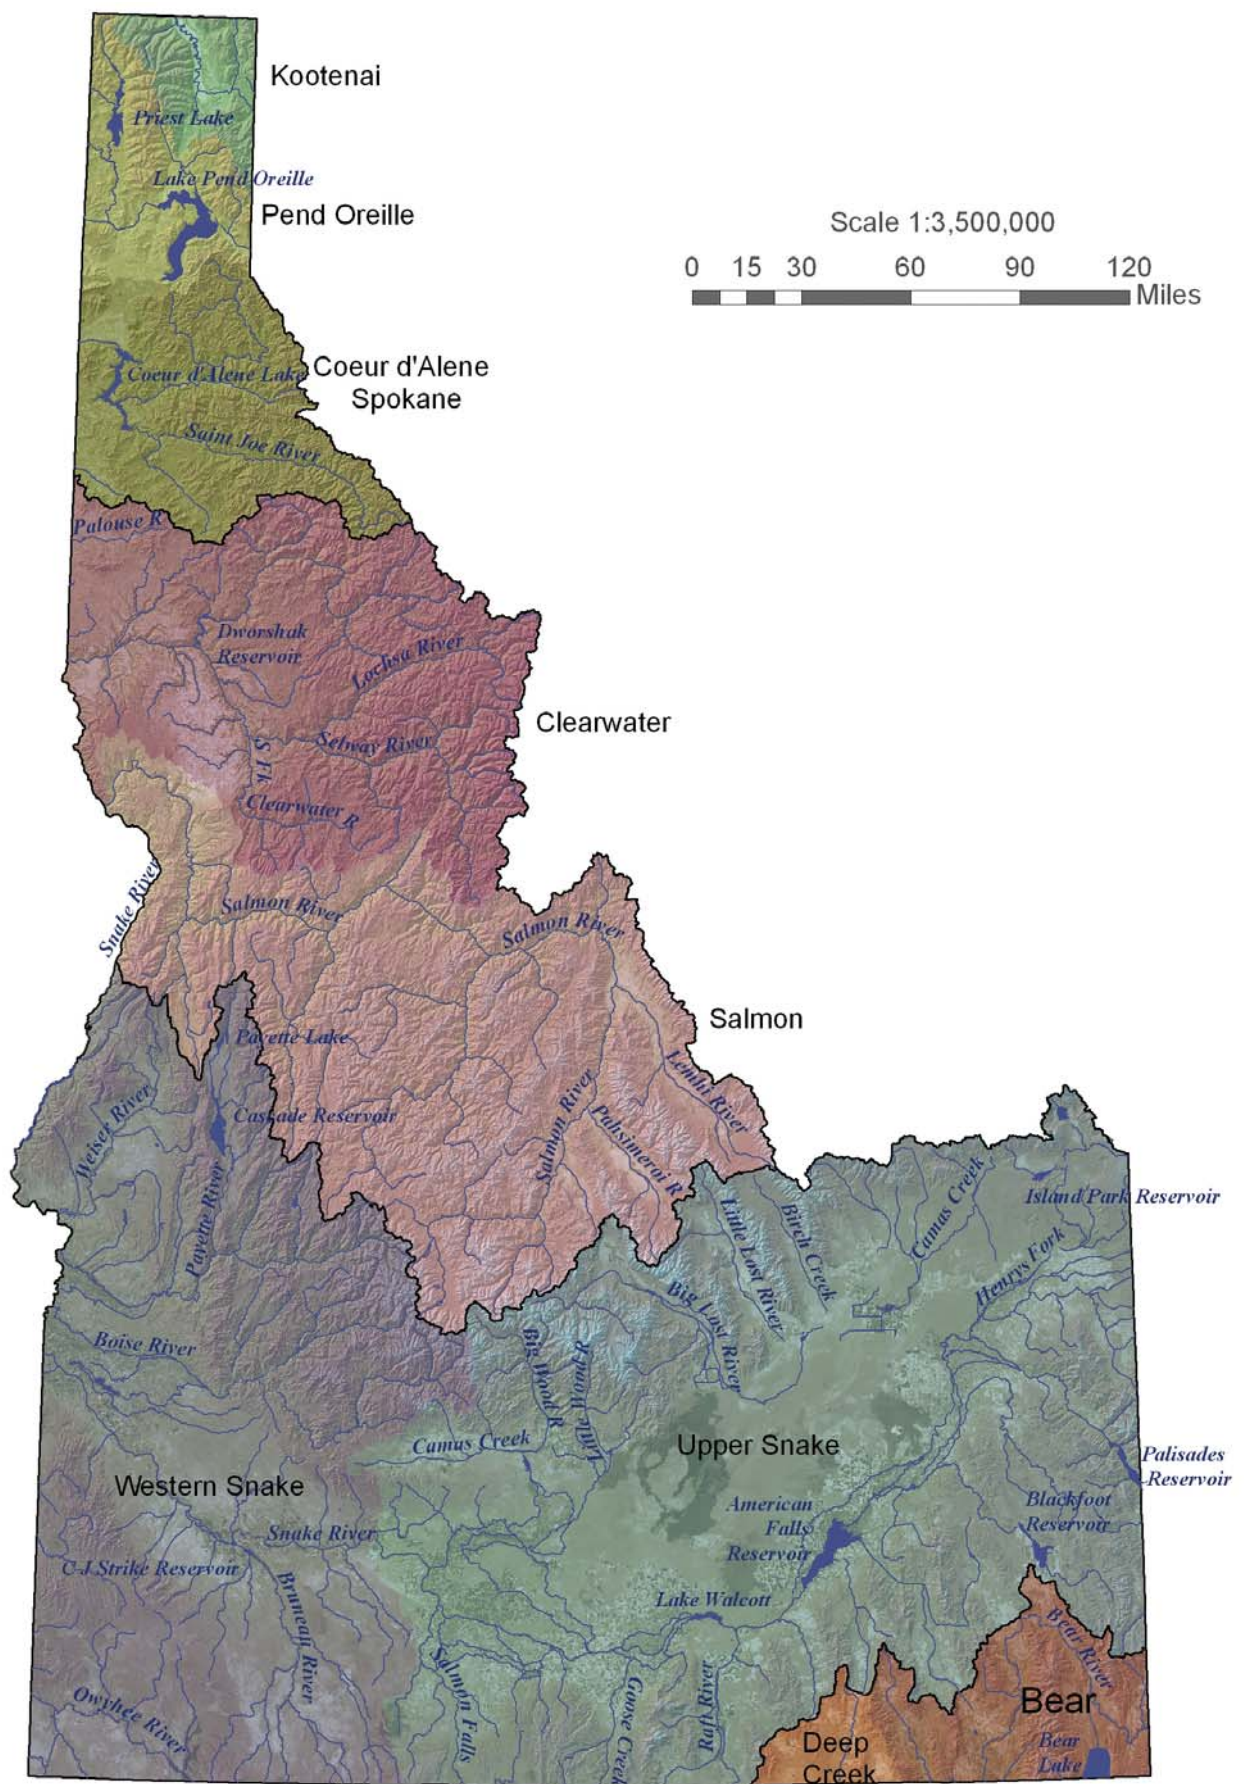 Kootenai
Priest Lake
Lake Pend Oreille
Pend Oreille
Scale 1:3,500,000
0 15 30 60 90 120
Miles
Coeur d'Alene Lake
Coeur d'Alene
Spokane
Saint Joe River
Palouse R
Dworshak
Reservoir
Lochsa River
Clearwater
Selway River
S Fk
Clearwater R
Snake River
Salmon River
Salmon River
Salmon
Payette Lake
Lemhi River
Weiser River
Cascade Reservoir
Salmon River
Pahsimeroi R
Payette River
Little Lost River
Birch Creek
Camas Creek
Island Park Reservoir
Henrys Fork
Big Lost River
Boise River
Big Wood R
Little Wood R
Camas Creek
Upper Snake
Western Snake
Palisades
Reservoir
American
Falls
Reservoir
Blackfoot
Reservoir
Snake River
C J Strike Reservoir
Bruneau River
Lake Walcott
Bear River
Salmon Falls
Goose Creek
Raft River
Owyhee River
Bear
Deep
Creek
Bear
Lake